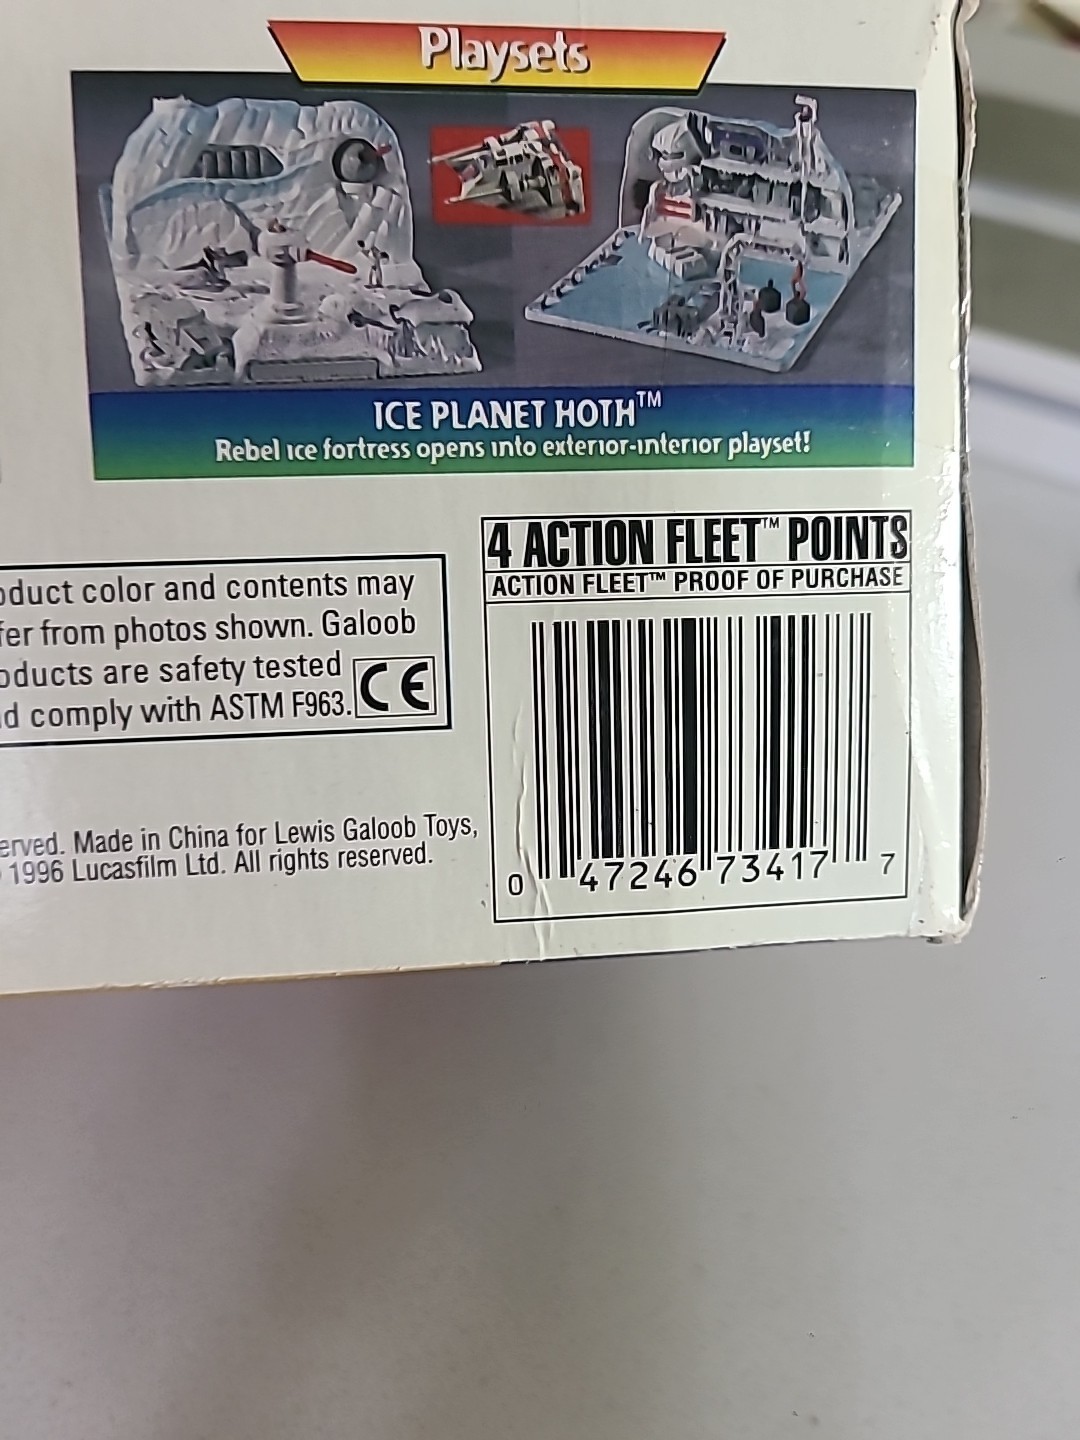 Playsets
ICE PLANET HOTH™
Rebel ice fortress opens into exterior-interior playset!
4 ACTION FLEET™ POINTS
ACTION FLEET™ PROOF OF PURCHASE
oduct color and contents may
fer from photos shown. Galoob
oducts are safety tested
d comply with ASTM F963. CE
erved. Made in China for Lewis Galoob Toys,
1996 Lucasfilm Ltd. All rights reserved.
0 47246 73417 7